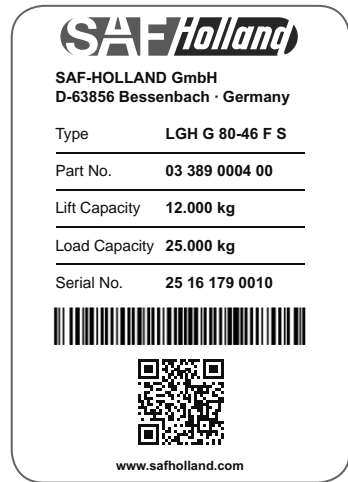 SAF Holland
SAF-HOLLAND GmbH
D-63856 Bessenbach · Germany
Type LGH G 80-46 F S
Part No. 03 389 0004 00
Lift Capacity 12.000 kg
Load Capacity 25.000 kg
Serial No. 25 16 179 0010
www.safholland.com